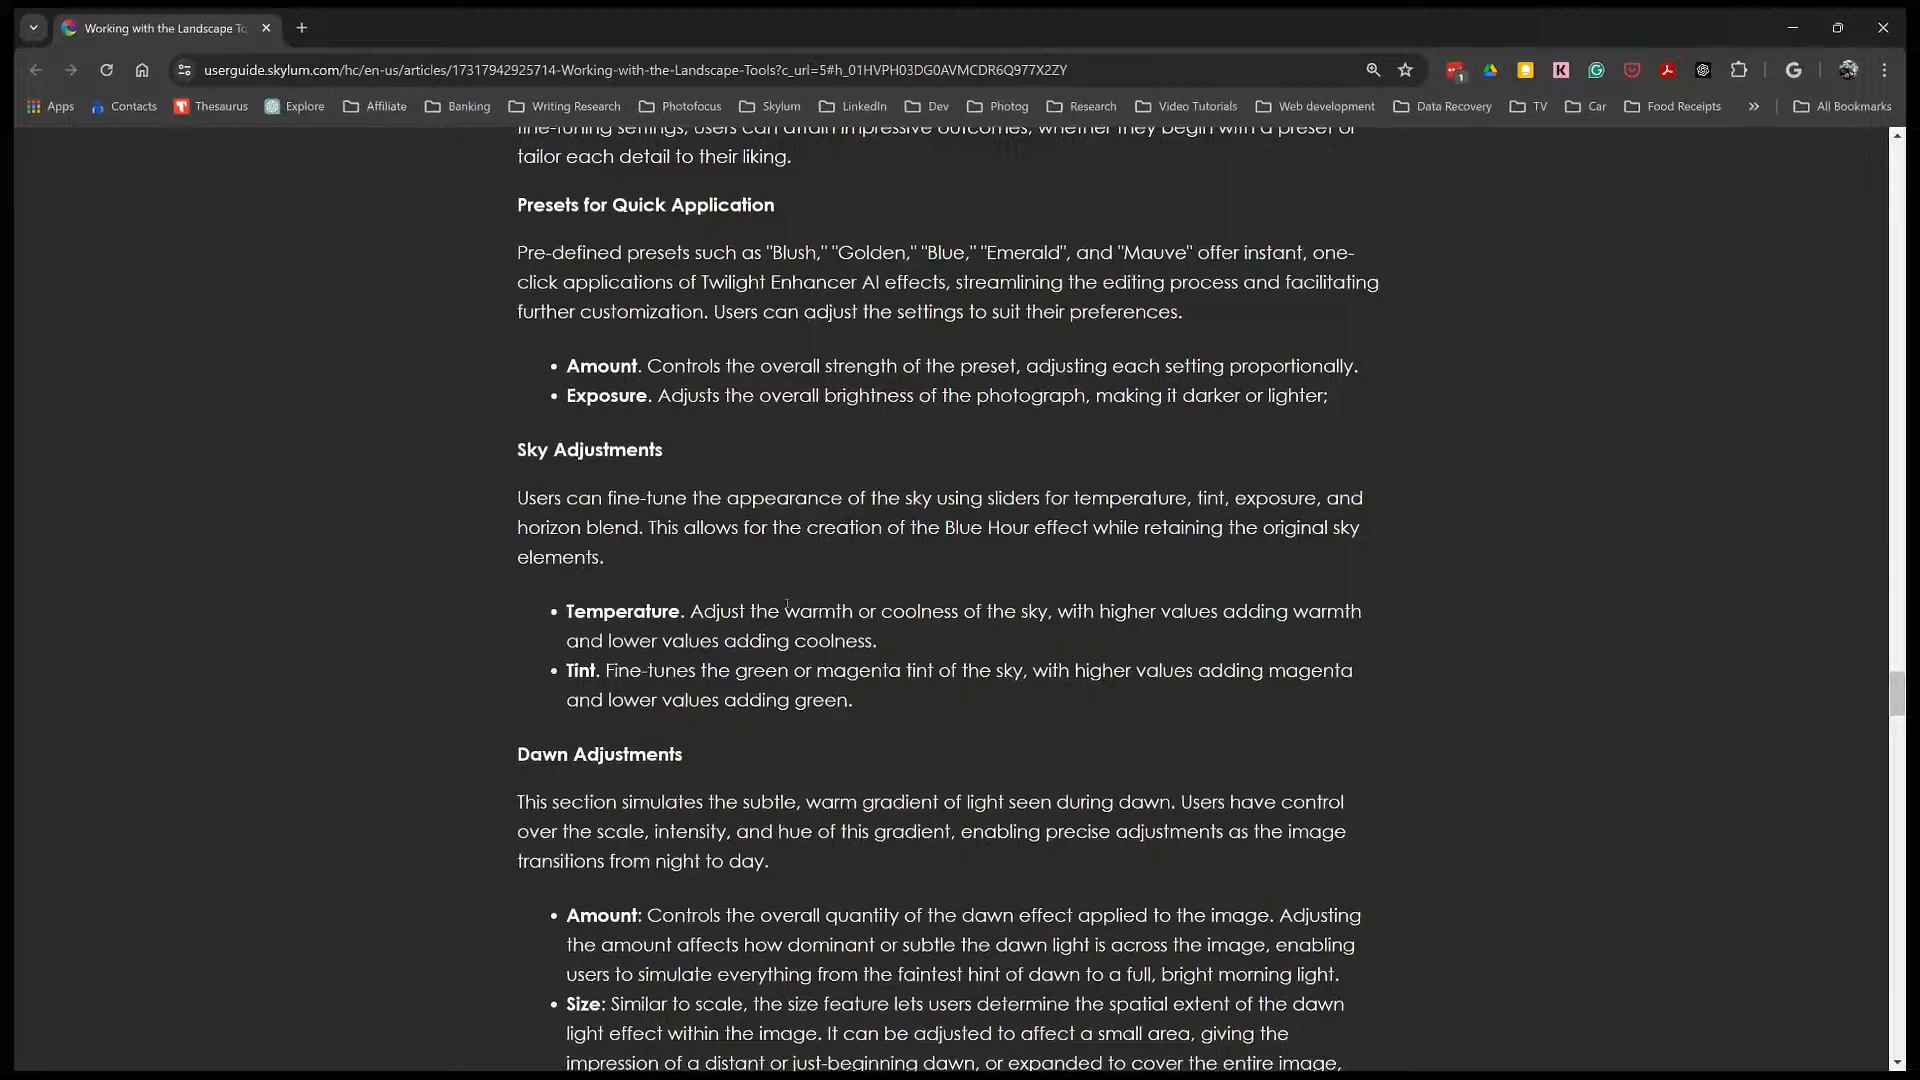 Working with the Landscape To
userguide.skylum.com/hc/en-us/articles/17317942925714-Working-with-the-Landscape-Tools?c_url=5#h_01HVPH03DG0AVMCDR6Q977X2ZY
Apps Contacts Thesaurus Explore Affiliate Banking Writing Research Photofocus Skylum LinkedIn Dev Photog Research Video Tutorials Web development Data Recovery TV Car Food Receipts » All Bookmarks
fine-tuning settings, users can attain impressive outcomes, whether they begin with a preset or
tailor each detail to their liking.
Presets for Quick Application
Pre-defined presets such as "Blush," "Golden," "Blue," "Emerald", and "Mauve" offer instant, one-
click applications of Twilight Enhancer AI effects, streamlining the editing process and facilitating
further customization. Users can adjust the settings to suit their preferences.
• Amount. Controls the overall strength of the preset, adjusting each setting proportionally.
• Exposure. Adjusts the overall brightness of the photograph, making it darker or lighter;
Sky Adjustments
Users can fine-tune the appearance of the sky using sliders for temperature, tint, exposure, and
horizon blend. This allows for the creation of the Blue Hour effect while retaining the original sky
elements.
• Temperature. Adjust the warmth or coolness of the sky, with higher values adding warmth
and lower values adding coolness.
• Tint. Fine-tunes the green or magenta tint of the sky, with higher values adding magenta
and lower values adding green.
Dawn Adjustments
This section simulates the subtle, warm gradient of light seen during dawn. Users have control
over the scale, intensity, and hue of this gradient, enabling precise adjustments as the image
transitions from night to day.
• Amount: Controls the overall quantity of the dawn effect applied to the image. Adjusting
the amount affects how dominant or subtle the dawn light is across the image, enabling
users to simulate everything from the faintest hint of dawn to a full, bright morning light.
• Size: Similar to scale, the size feature lets users determine the spatial extent of the dawn
light effect within the image. It can be adjusted to affect a small area, giving the
impression of a distant or just-beginning dawn, or expanded to cover the entire image,